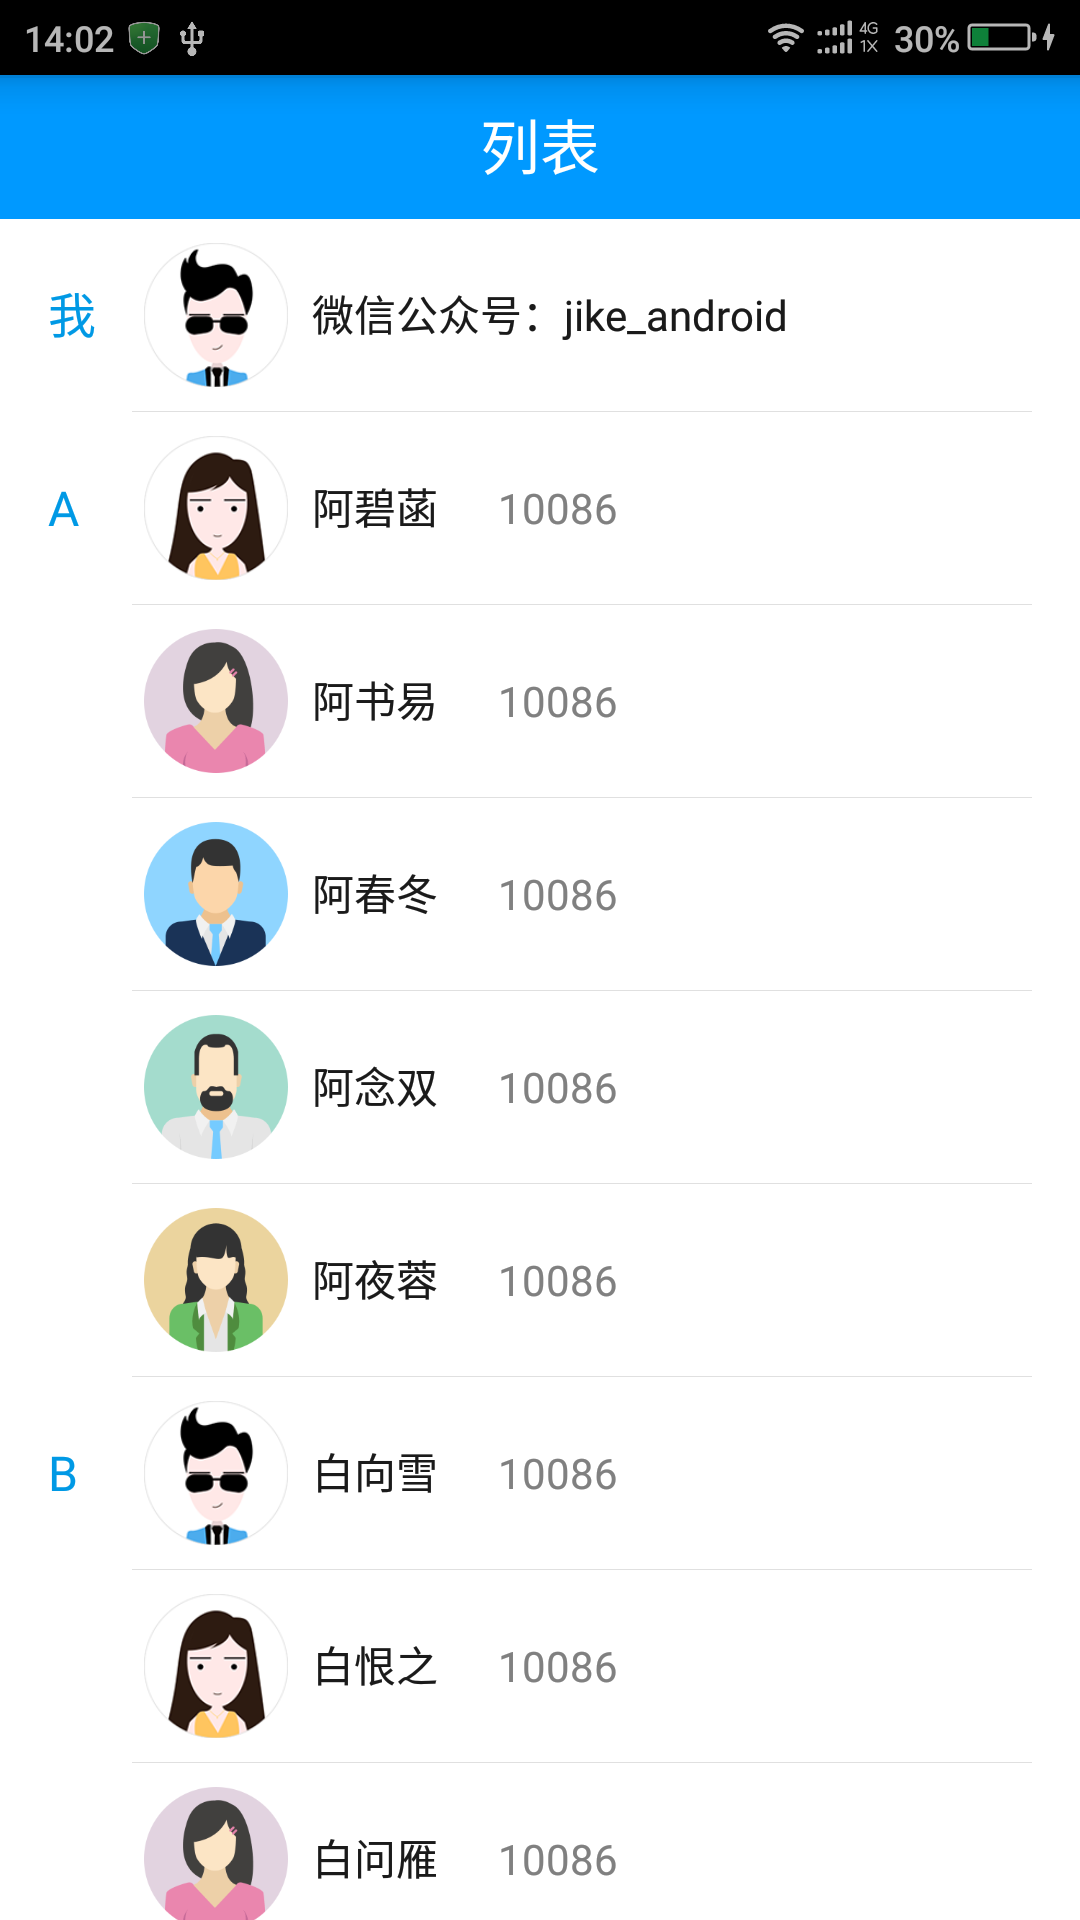 14:02 4G 1X 30%
列表
我 微信公众号：jike_android
A 阿碧菡 10086
阿书易 10086
阿春冬 10086
阿念双 10086
阿夜蓉 10086
B 白向雪 10086
白恨之 10086
白问雁 10086